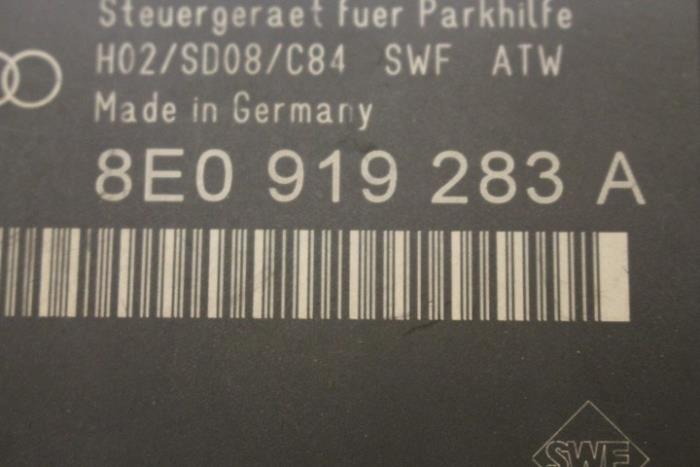 Steuergeraet fuer Parkhilfe
H02/SD08/C84 SWF ATW
Made in Germany
8E0 919 283 A
SWF